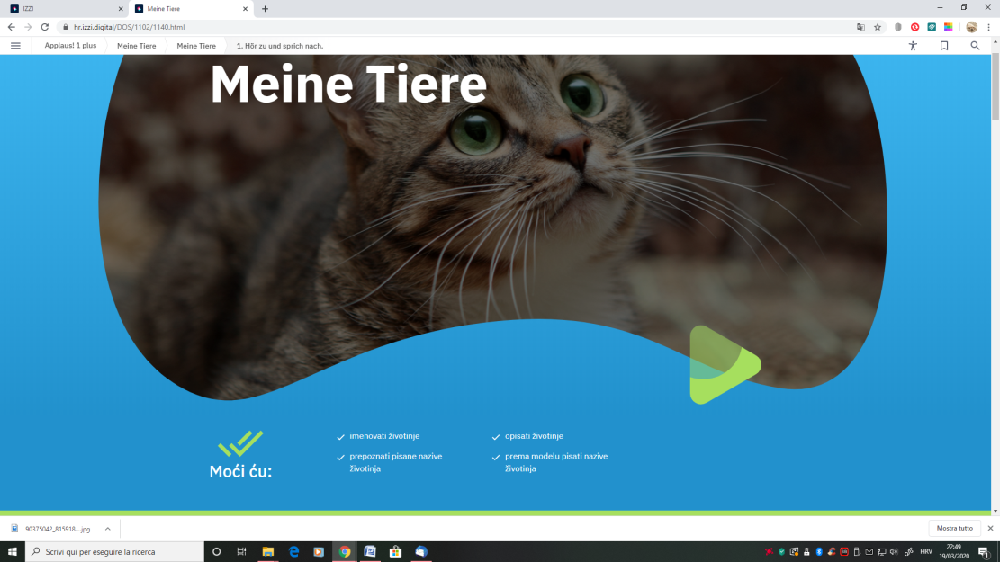 IZZI
Meine Tiere
hr.izzi.digital/DOS/1102/1140.html
Applaus! 1 plus
Meine Tiere
Meine Tiere
1. Hör zu und sprich nach.
Meine Tiere
Moći ću:
imenovati životinje
prepoznati pisane nazive
životinja
opisati životinje
prema modelu pisati nazive
životinja
90375042_815918....jpg
Mostra tutto
Scrivi qui per eseguire la ricerca
HRV
22:49
19/03/2020